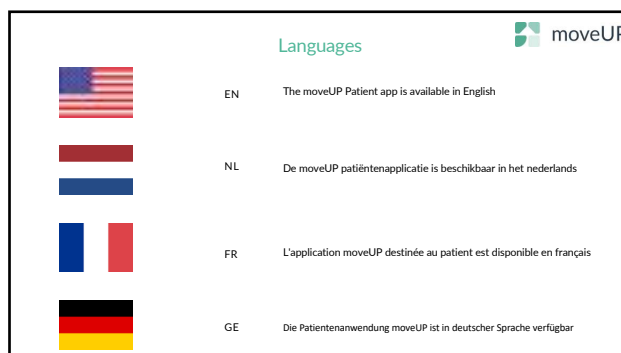 Languages
moveUP
EN The moveUP Patient app is available in English
NL De moveUP patiëntenapplicatie is beschikbaar in het nederlands
FR L'application moveUP destinée au patient est disponible en français
GE Die Patientenanwendung moveUP ist in deutscher Sprache verfügbar